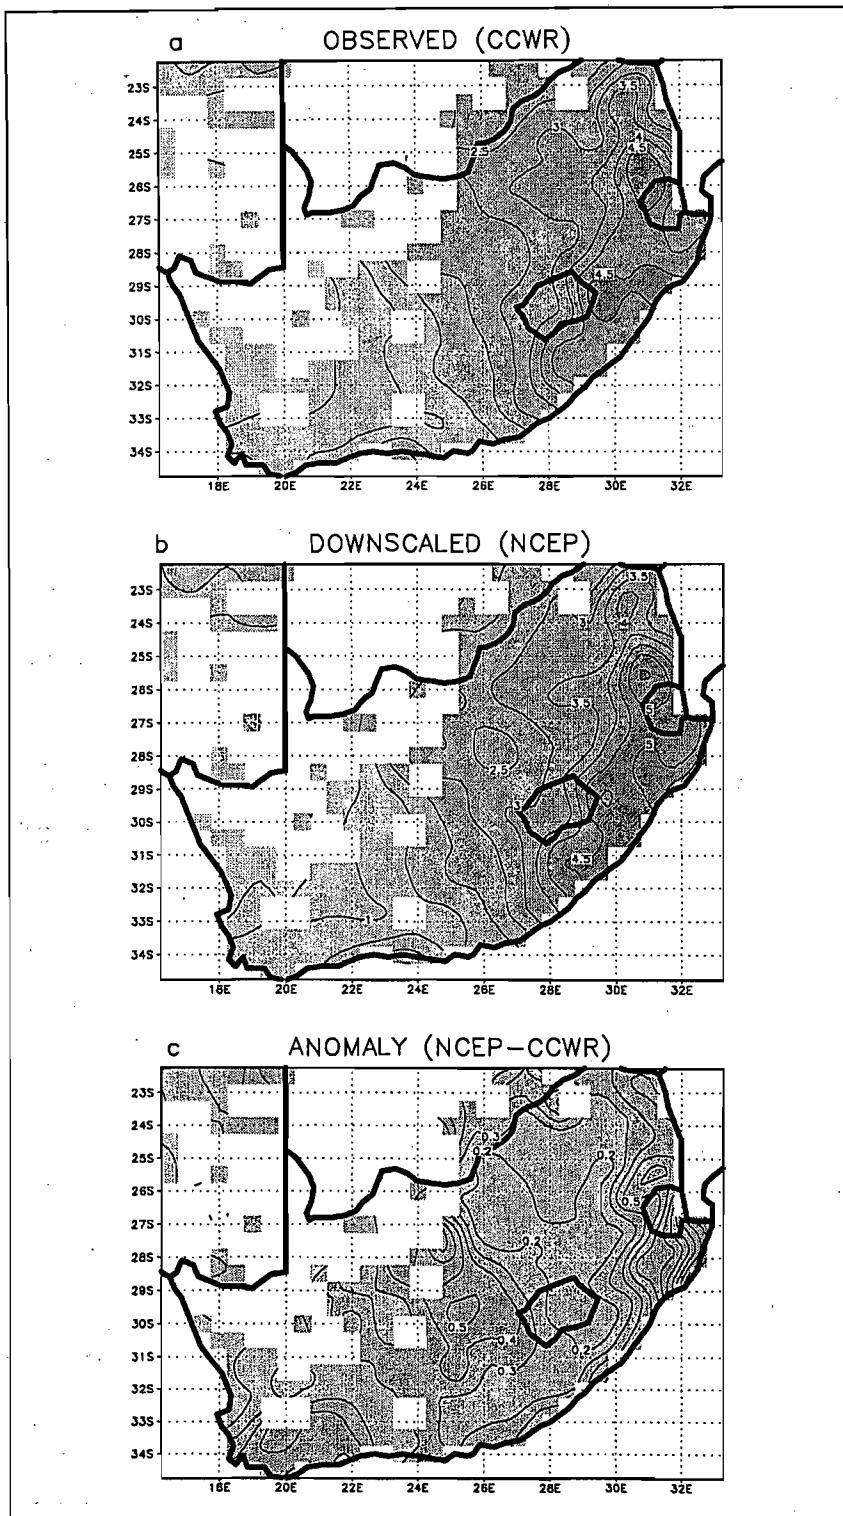 a OBSERVED (CCWR)
23S
24S
25S
26S
27S
28S
29S
30S
31S
32S
33S
34S
3.5
3
4
4.5
2.5
4.5
18E 20E 22E 24E 26E 28E 30E 32E
b DOWNSCALED (NCEP)
23S
24S
25S
26S
27S
28S
29S
30S
31S
32S
33S
34S
3.5
3
4
3.5
5
5
2.5
3
4.5
1
18E 20E 22E 24E 26E 28E 30E 32E
c ANOMALY (NCEP-CCWR)
23S
24S
25S
26S
27S
28S
29S
30S
31S
32S
33S
34S
0.3
0.2
0.2
0.5
0.2
0.5
0.4
0.3
0.2
18E 20E 22E 24E 26E 28E 30E 32E